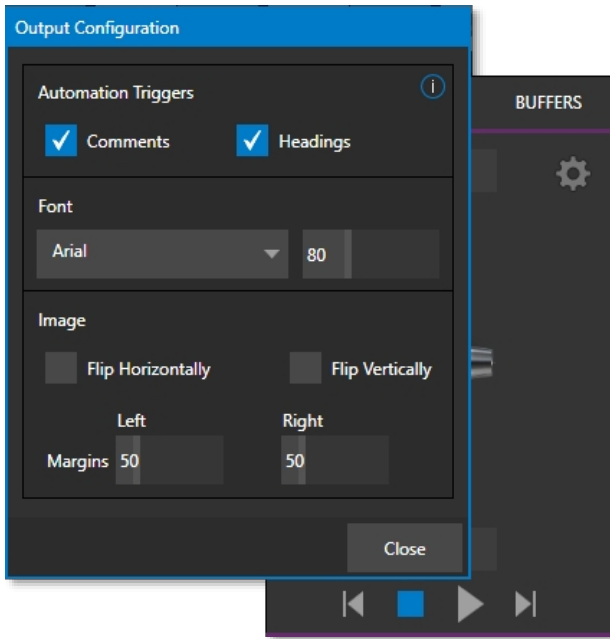 Output Configuration
Automation Triggers
i
BUFFERS
Comments Headings
Font
Arial 80
Image
Flip Horizontally Flip Vertically
Left Right
Margins 50 50
Close